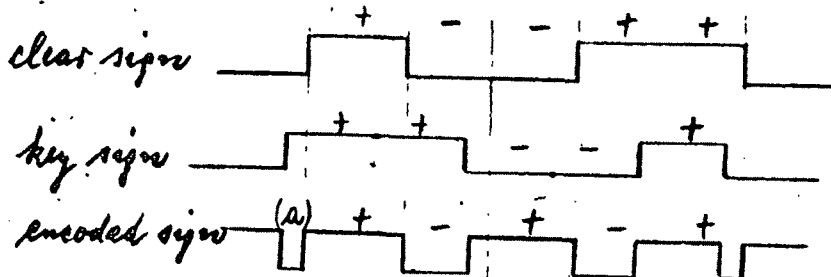 + - - + +
clear sign
+ + - - +
key sign
(a) + - + - +
encoded sign